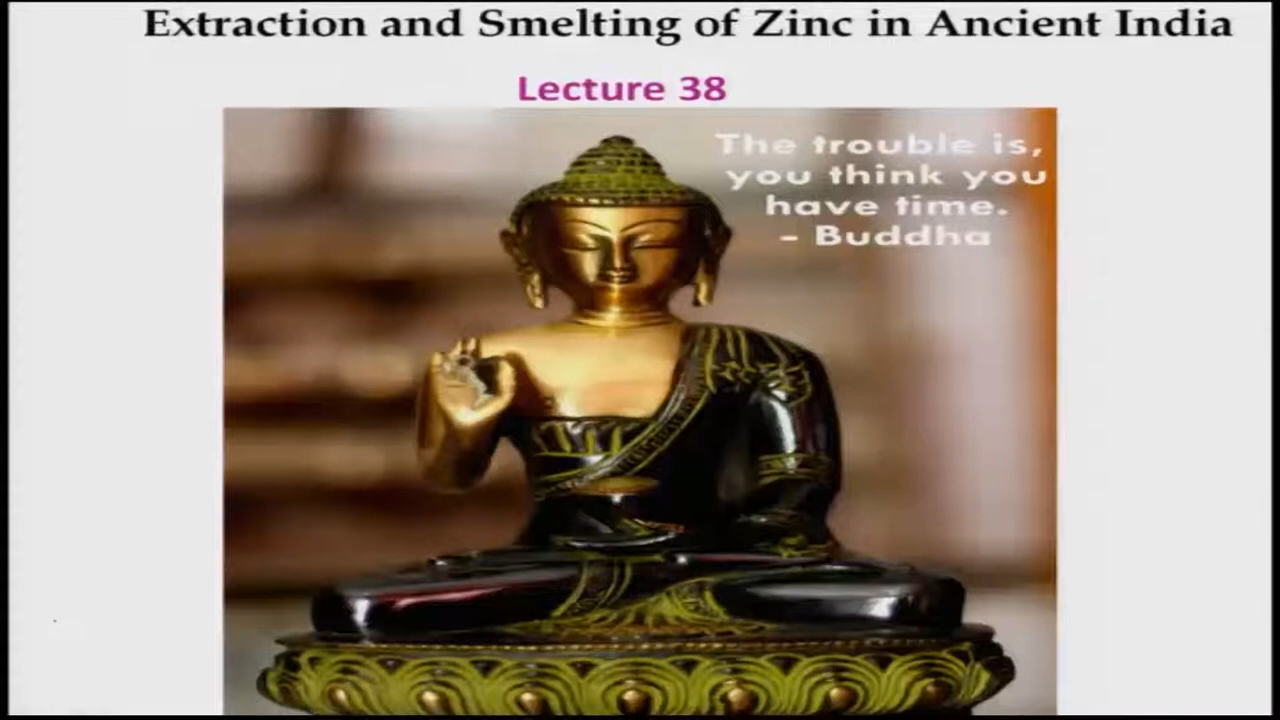 Extraction and Smelting of Zinc in Ancient India
Lecture 38
The trouble is,
you think you
have time.
- Buddha